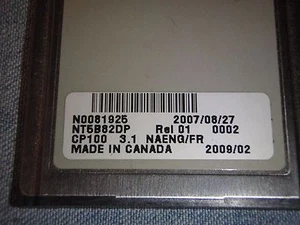 N0081925 2007/08/27
NT5B82DP Rel 01 0002
CP100 3.1 NAENG/FR
MADE IN CANADA 2009/02